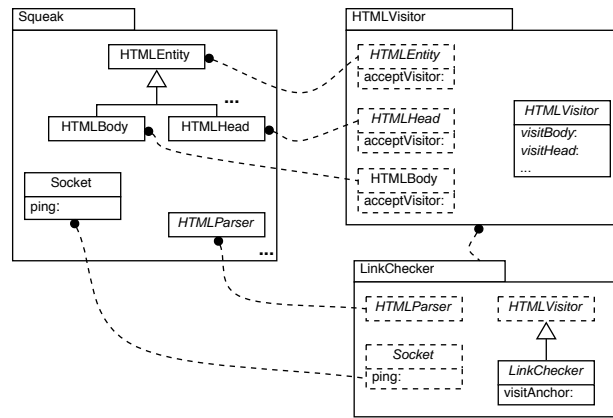 Squeak
HTMLEntity
...
HTMLBody
HTMLHead
Socket
ping:
HTMLParser
...
HTMLVisitor
HTMLEntity
acceptVisitor:
HTMLHead
acceptVisitor:
HTMLBody
acceptVisitor:
HTMLVisitor
visitBody:
visitHead:
...
LinkChecker
HTMLParser
HTMLVisitor
Socket
ping:
LinkChecker
visitAnchor: